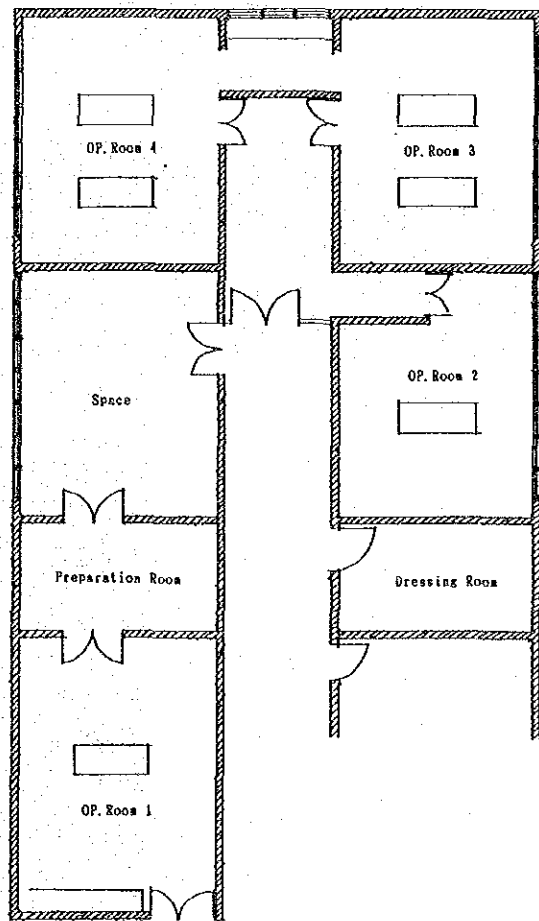 OP. Room 4
OP. Room 3
OP. Room 2
Space
Preparation Room
Dressing Room
OP. Room 1